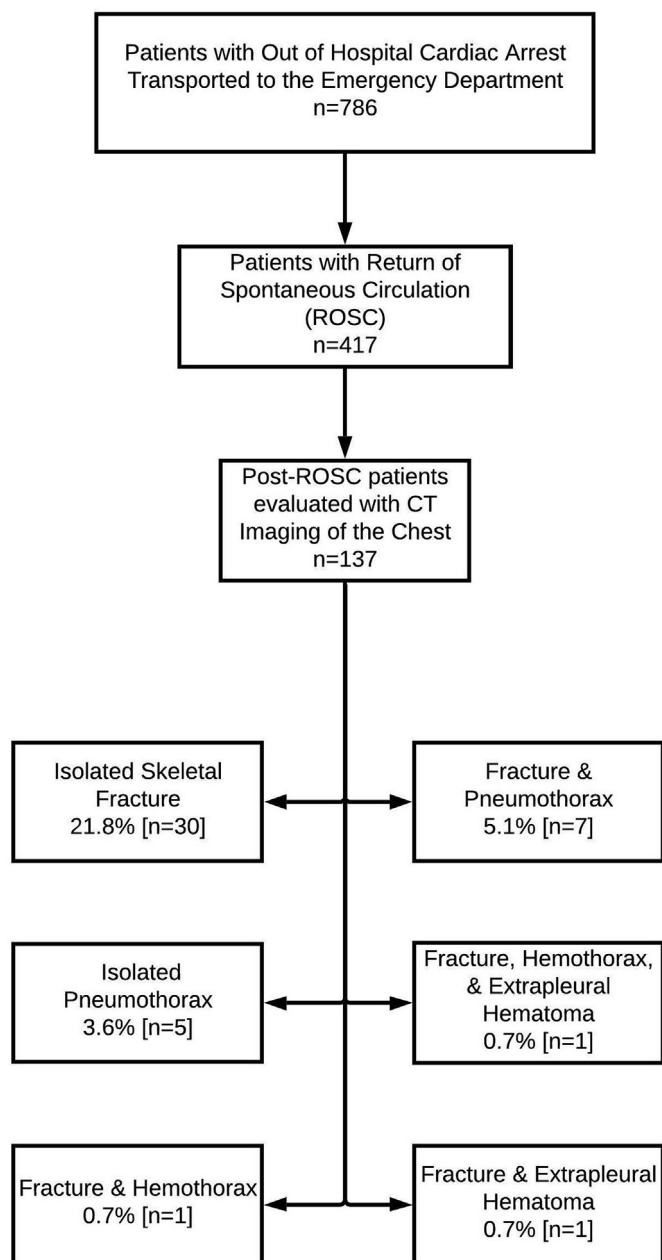 Patients with Out of Hospital Cardiac Arrest
Transported to the Emergency Department
n=786
Patients with Return of
Spontaneous Circulation
(ROSC)
n=417
Post-ROSC patients
evaluated with CT
Imaging of the Chest
n=137
Isolated Skeletal
Fracture
21.8% [n=30]
Fracture &
Pneumothorax
5.1% [n=7]
Isolated
Pneumothorax
3.6% [n=5]
Fracture, Hemothorax,
& Extrapleural
Hematoma
0.7% [n=1]
Fracture & Hemothorax
0.7% [n=1]
Fracture & Extrapleural
Hematoma
0.7% [n=1]